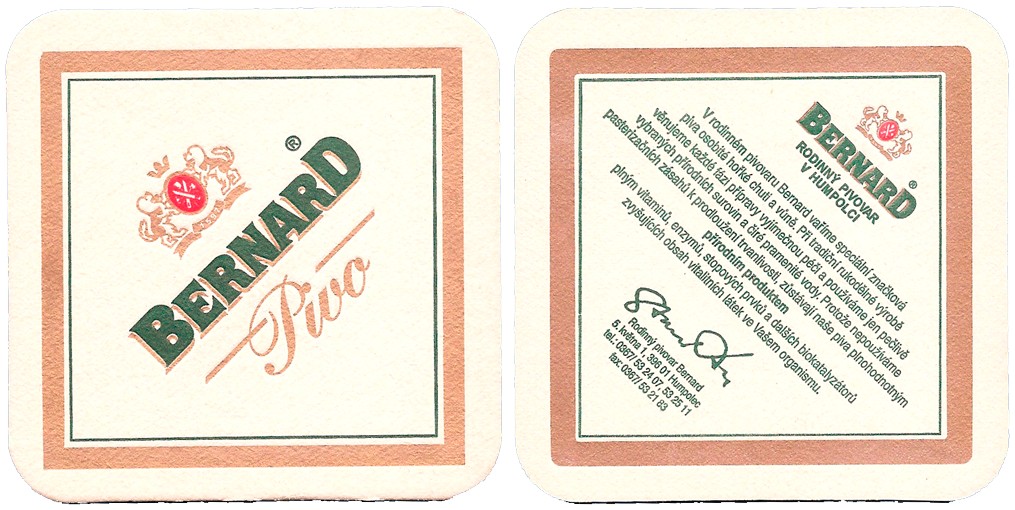 BERNARD®
Pivo
BERNARD®
RODINNÝ PIVOVAR
V HUMPOLCI
V rodinném pivovaru Bernard vaříme speciální značková
piva osobité hořké chuti a vůně. Při tradiční rukodělné výrobě
věnujeme každé fázi přípravy výjimečnou péči a používáme jen pečlivě
vybraných přírodních surovin a čiré pramenité vody. Protože nepoužíváme
pasterizačních zásahů k prodloužení trvanlivosti, zůstávají naše piva plnohodnotným
přírodním produktem
plným vitamínů, enzymů, stopových prvků a dalších biokatalyzátorů
zvyšujících obsah vitálních látek ve Vašem organismu.
Rodinný pivovar Bernard
5. května 1, 396 01 Humpolec
tel.: 0367/ 53 24 07, 53 25 11
fax: 0367/ 53 21 83